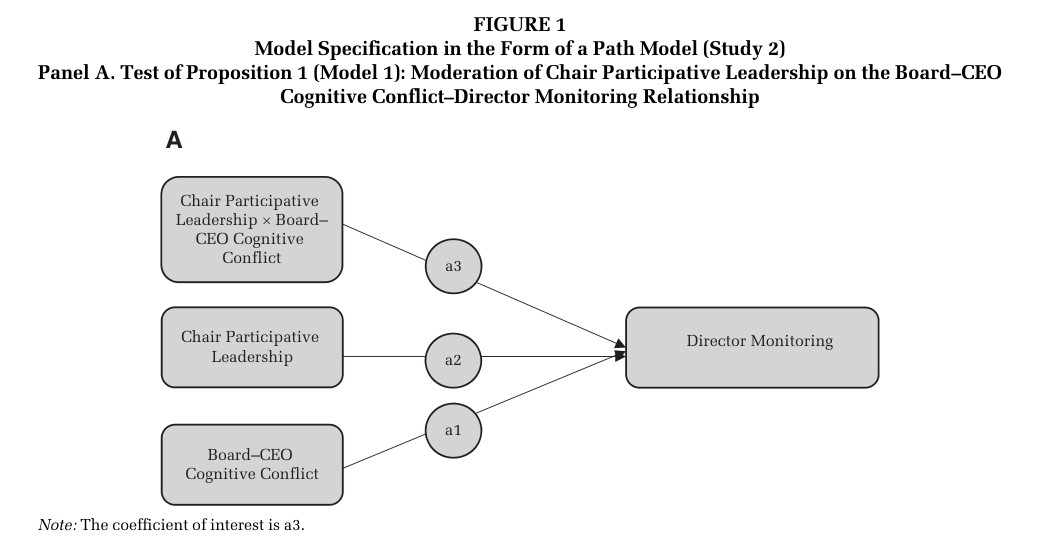 FIGURE 1
Model Specification in the Form of a Path Model (Study 2)
Panel A. Test of Proposition 1 (Model 1): Moderation of Chair Participative Leadership on the Board–CEO
Cognitive Conflict–Director Monitoring Relationship
A
Chair Participative
Leadership × Board–
CEO Cognitive
Conflict
a3
Chair Participative
Leadership
a2
Director Monitoring
a1
Board–CEO
Cognitive Conflict
Note: The coefficient of interest is a3.